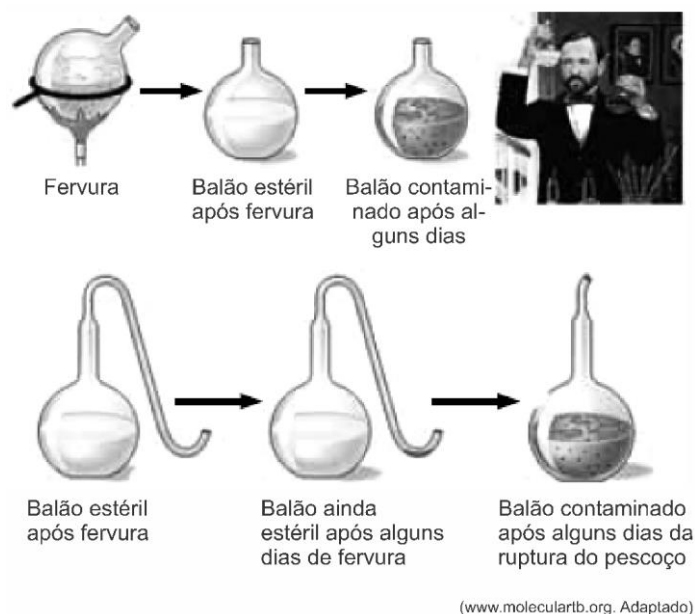 Fervura
Balão estéril
após fervura
Balão contami-
nado após al-
guns dias
Balão estéril
após fervura
Balão ainda
estéril após alguns
dias de fervura
Balão contaminado
após alguns dias da
ruptura do pescoço
(www.moleculartb.org. Adaptado)